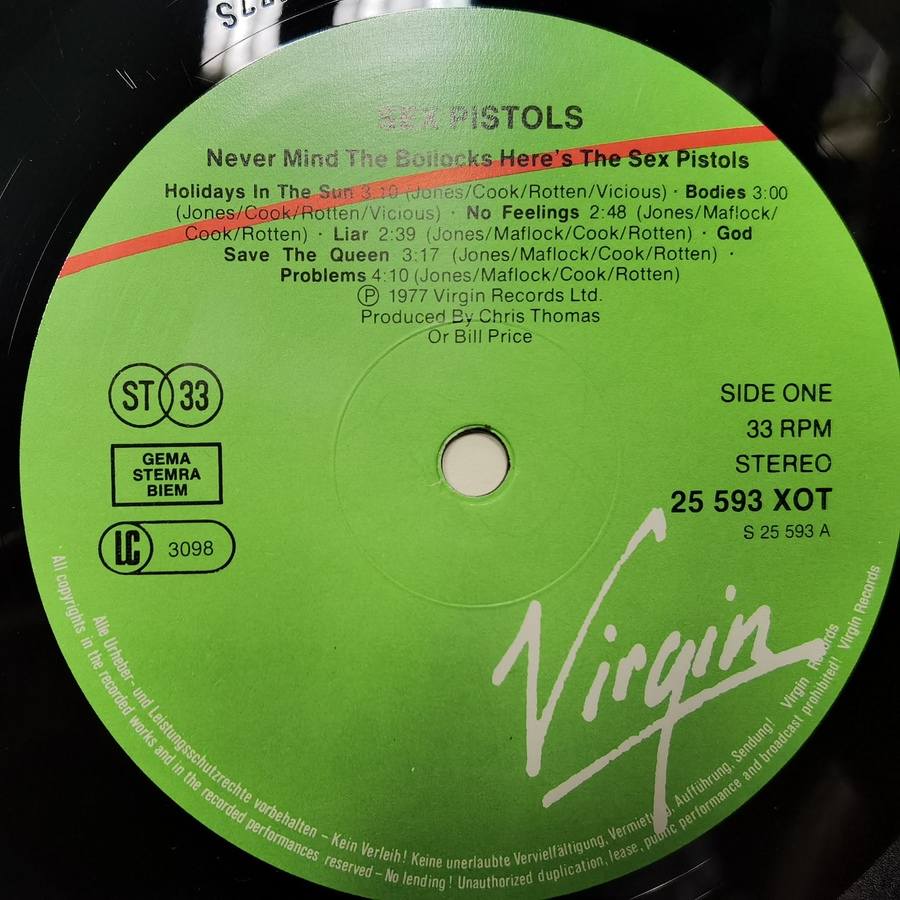 SEX PISTOLS
Never Mind The Bollocks Here's The Sex Pistols
Holidays In The Sun 3:19 (Jones/Cook/Rotten/Vicious) · Bodies 3:00
(Jones/Cook/Rotten/Vicious) · No Feelings 2:48 (Jones/Maflock/
Cook/Rotten) · Liar 2:39 (Jones/Maflock/Cook/Rotten) · God
Save The Queen 3:17 (Jones/Maflock/Cook/Rotten) ·
Problems 4:10 (Jones/Maflock/Cook/Rotten)
Ⓟ 1977 Virgin Records Ltd.
Produced By Chris Thomas
Or Bill Price
ST 33
GEMA
STEMRA
BIEM
LC 3098
SIDE ONE
33 RPM
STEREO
25 593 XOT
S 25 593 A
Virgin
Alle Urheber- und Leistungsschutzrechte vorbehalten – Kein Verleih! Keine unerlaubte Vervielfältigung, Vermietung, Aufführung, Sendung! Virgin Records
· All copyrights in the recorded works and in the recorded performances reserved – No lending! Unauthorized duplication, lease, public performance and broadcast prohibited! Virgin Records